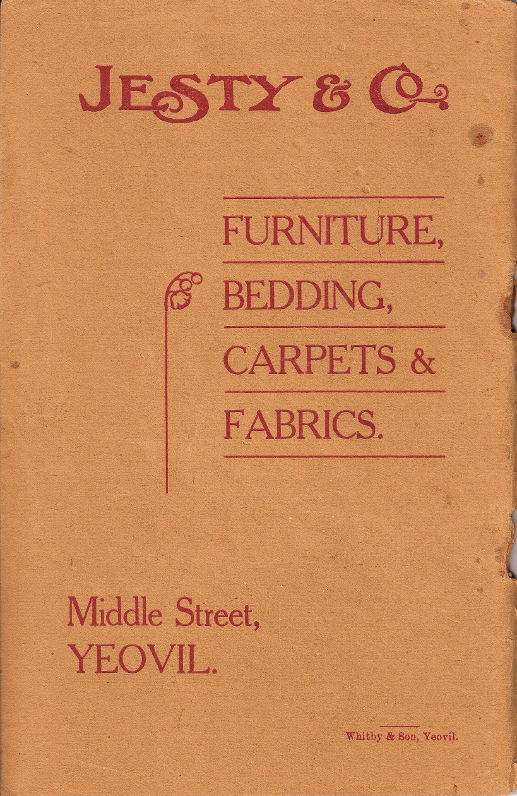 JESTY & Co.
FURNITURE,
BEDDING,
CARPETS &
FABRICS.
Middle Street,
YEOVIL.
Whitby & Son, Yeovil.